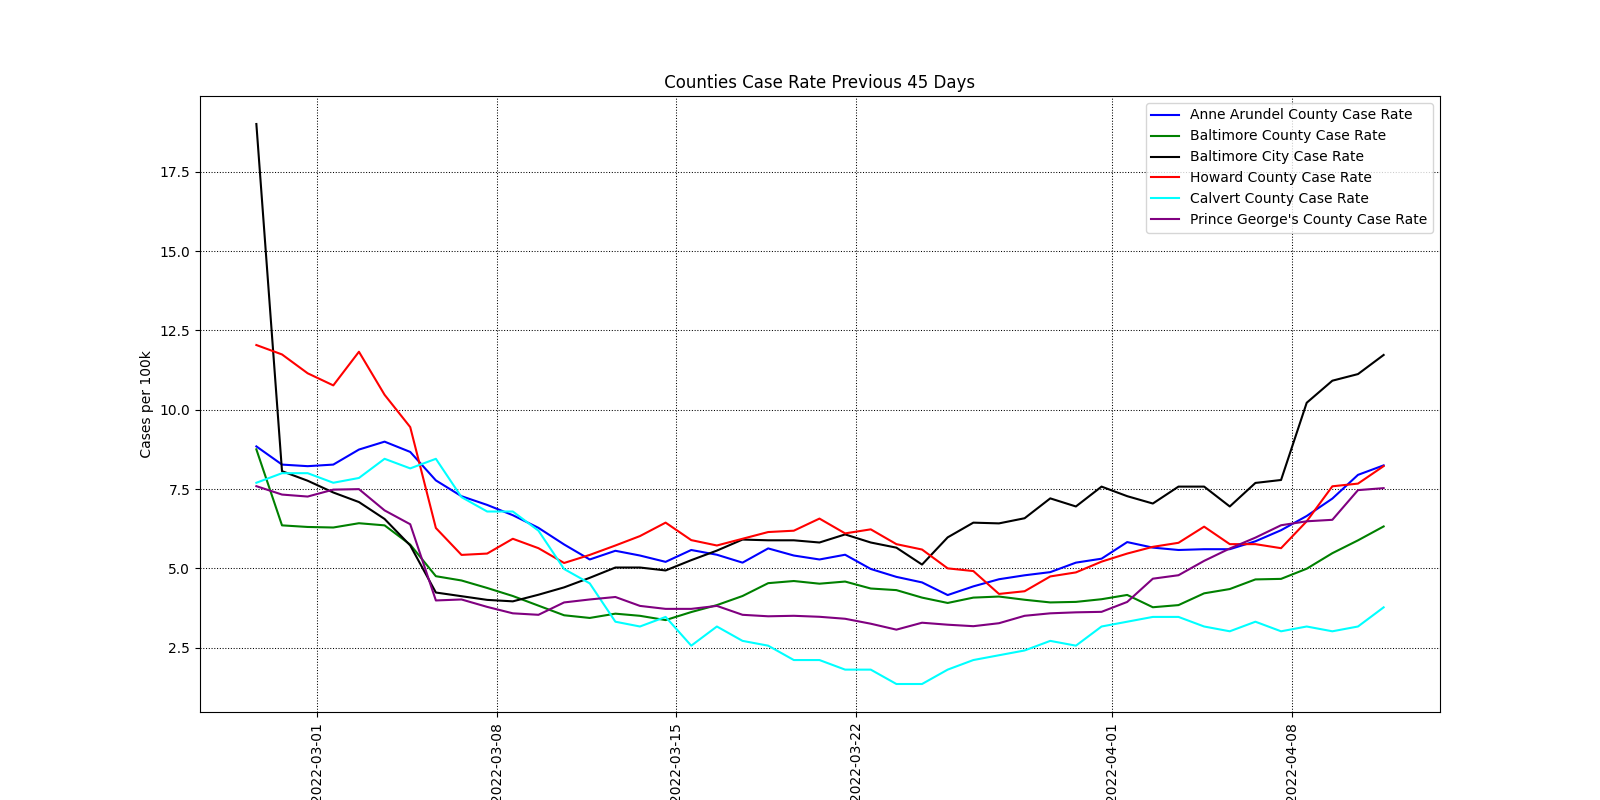 Counties Case Rate Previous 45 Days
Anne Arundel County Case Rate
Baltimore County Case Rate
Baltimore City Case Rate
Howard County Case Rate
Calvert County Case Rate
Prince George's County Case Rate
Cases per 100k
17.5
15.0
12.5
10.0
7.5
5.0
2.5
2022-03-01
2022-03-08
2022-03-15
2022-03-22
2022-04-01
2022-04-08